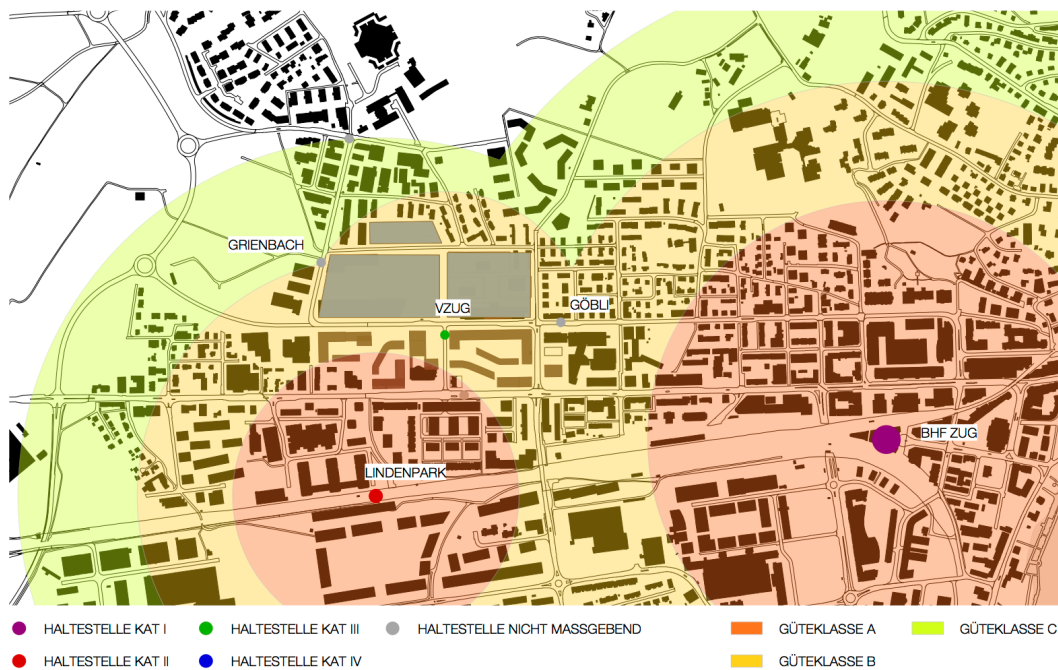 GRIENBACH
VZUG
GÖBLI
BHF ZUG
LINDENPARK
HALTESTELLE KAT I
HALTESTELLE KAT III
HALTESTELLE NICHT MASSGEBEND
GÜTEKLASSE A
GÜTEKLASSE C
HALTESTELLE KAT II
HALTESTELLE KAT IV
GÜTEKLASSE B